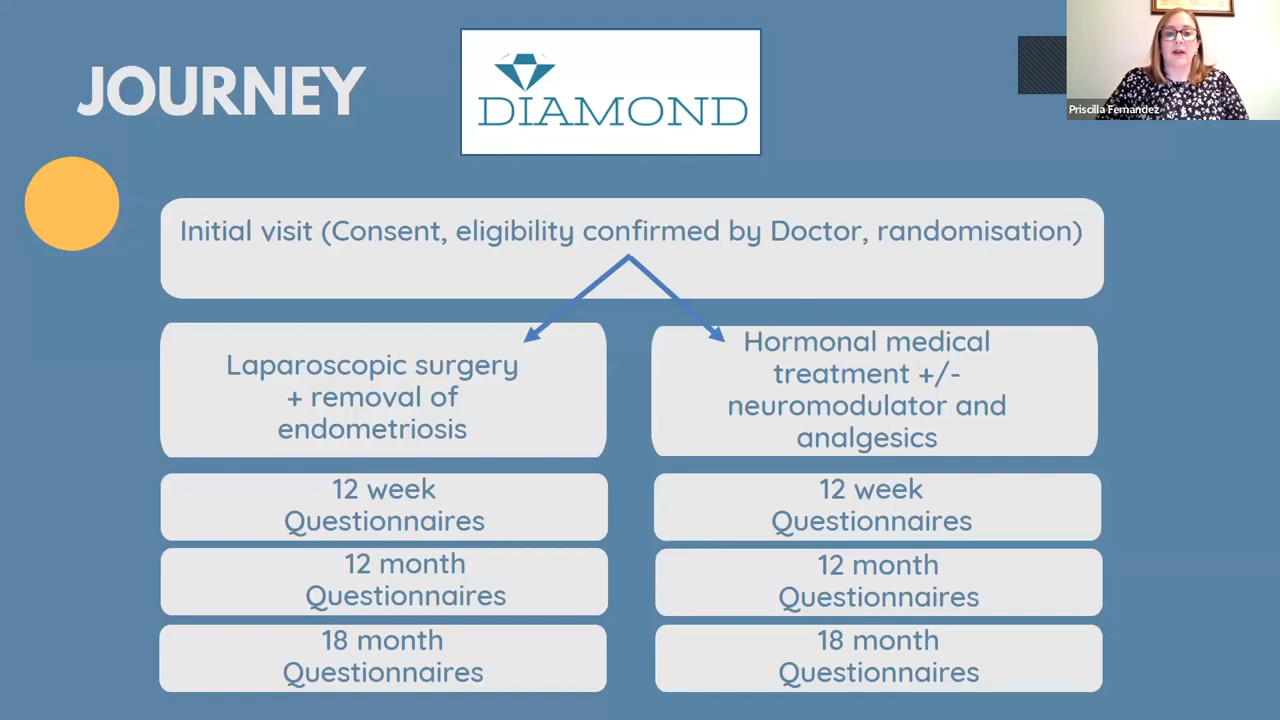 JOURNEY
DIAMOND
Priscilla Fernandez
Initial visit (Consent, eligibility confirmed by Doctor, randomisation)
Laparoscopic surgery
+ removal of
endometriosis
Hormonal medical
treatment +/-
neuromodulator and
analgesics
12 week
Questionnaires
12 week
Questionnaires
12 month
Questionnaires
12 month
Questionnaires
18 month
Questionnaires
18 month
Questionnaires